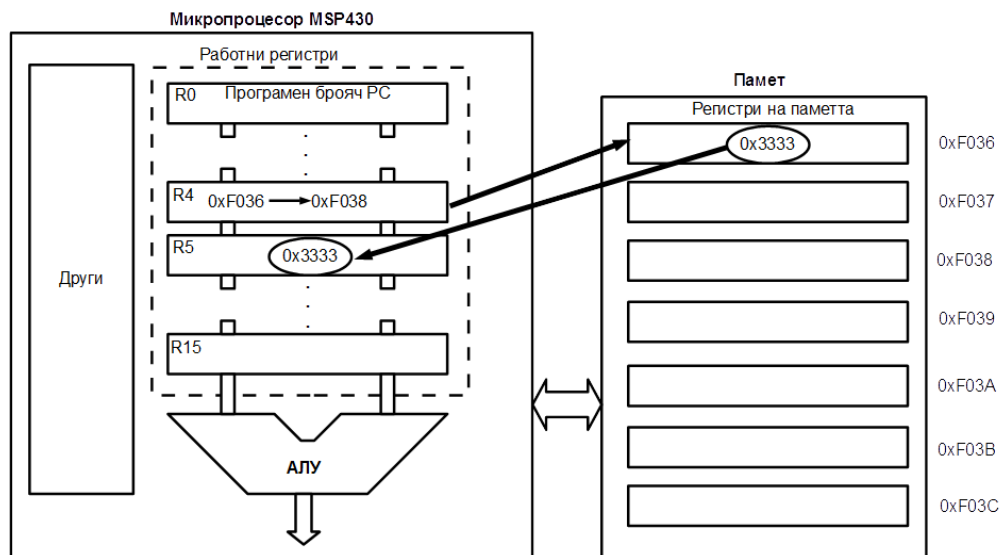 Микропроцесор MSP430
Работни регистри
R0 Програмен брояч PC
R4 0xF036 0xF038
R5 0x3333
R15
Други
АЛУ
Памет
Регистри на паметта
0x3333 0xF036
0xF037
0xF038
0xF039
0xF03A
0xF03B
0xF03C